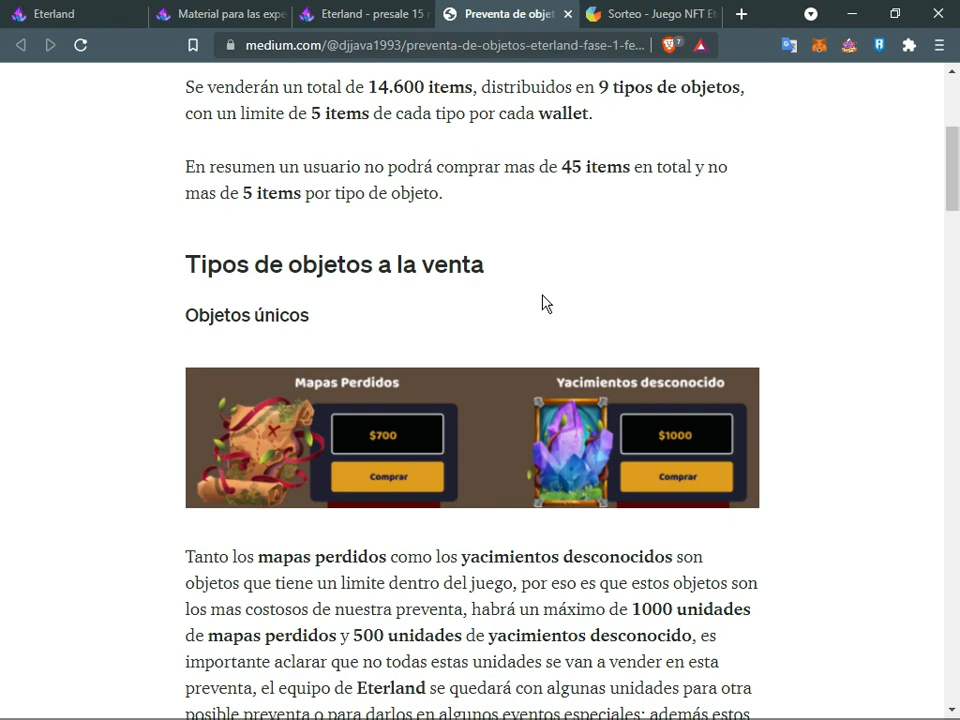 Eterland
Material para las expe
Eterland - presale 15 r
Preventa de objet
Sorteo - Juego NFT Et
medium.com/@djjava1993/preventa-de-objetos-eterland-fase-1-fe...
7
Se venderán un total de 14.600 items, distribuidos en 9 tipos de objetos,
con un limite de 5 items de cada tipo por cada wallet.
En resumen un usuario no podrá comprar mas de 45 items en total y no
mas de 5 items por tipo de objeto.
Tipos de objetos a la venta
Objetos únicos
Mapas Perdidos
Yacimientos desconocido
$700
$1000
Comprar
Comprar
Tanto los mapas perdidos como los yacimientos desconocidos son
objetos que tiene un limite dentro del juego, por eso es que estos objetos son
los mas costosos de nuestra preventa, habrá un máximo de 1000 unidades
de mapas perdidos y 500 unidades de yacimientos desconocido, es
importante aclarar que no todas estas unidades se van a vender en esta
preventa, el equipo de Eterland se quedará con algunas unidades para otra
posible preventa o para darlos en algunos eventos especiales; además estos